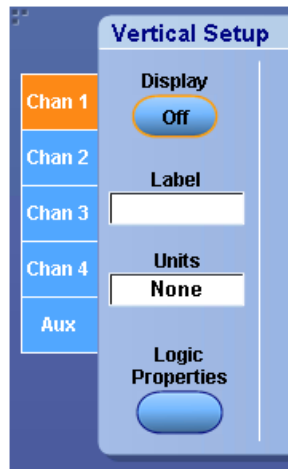 Vertical Setup
Chan 1
Chan 2
Chan 3
Chan 4
Aux
Display
Off
Label
Units
None
Logic
Properties